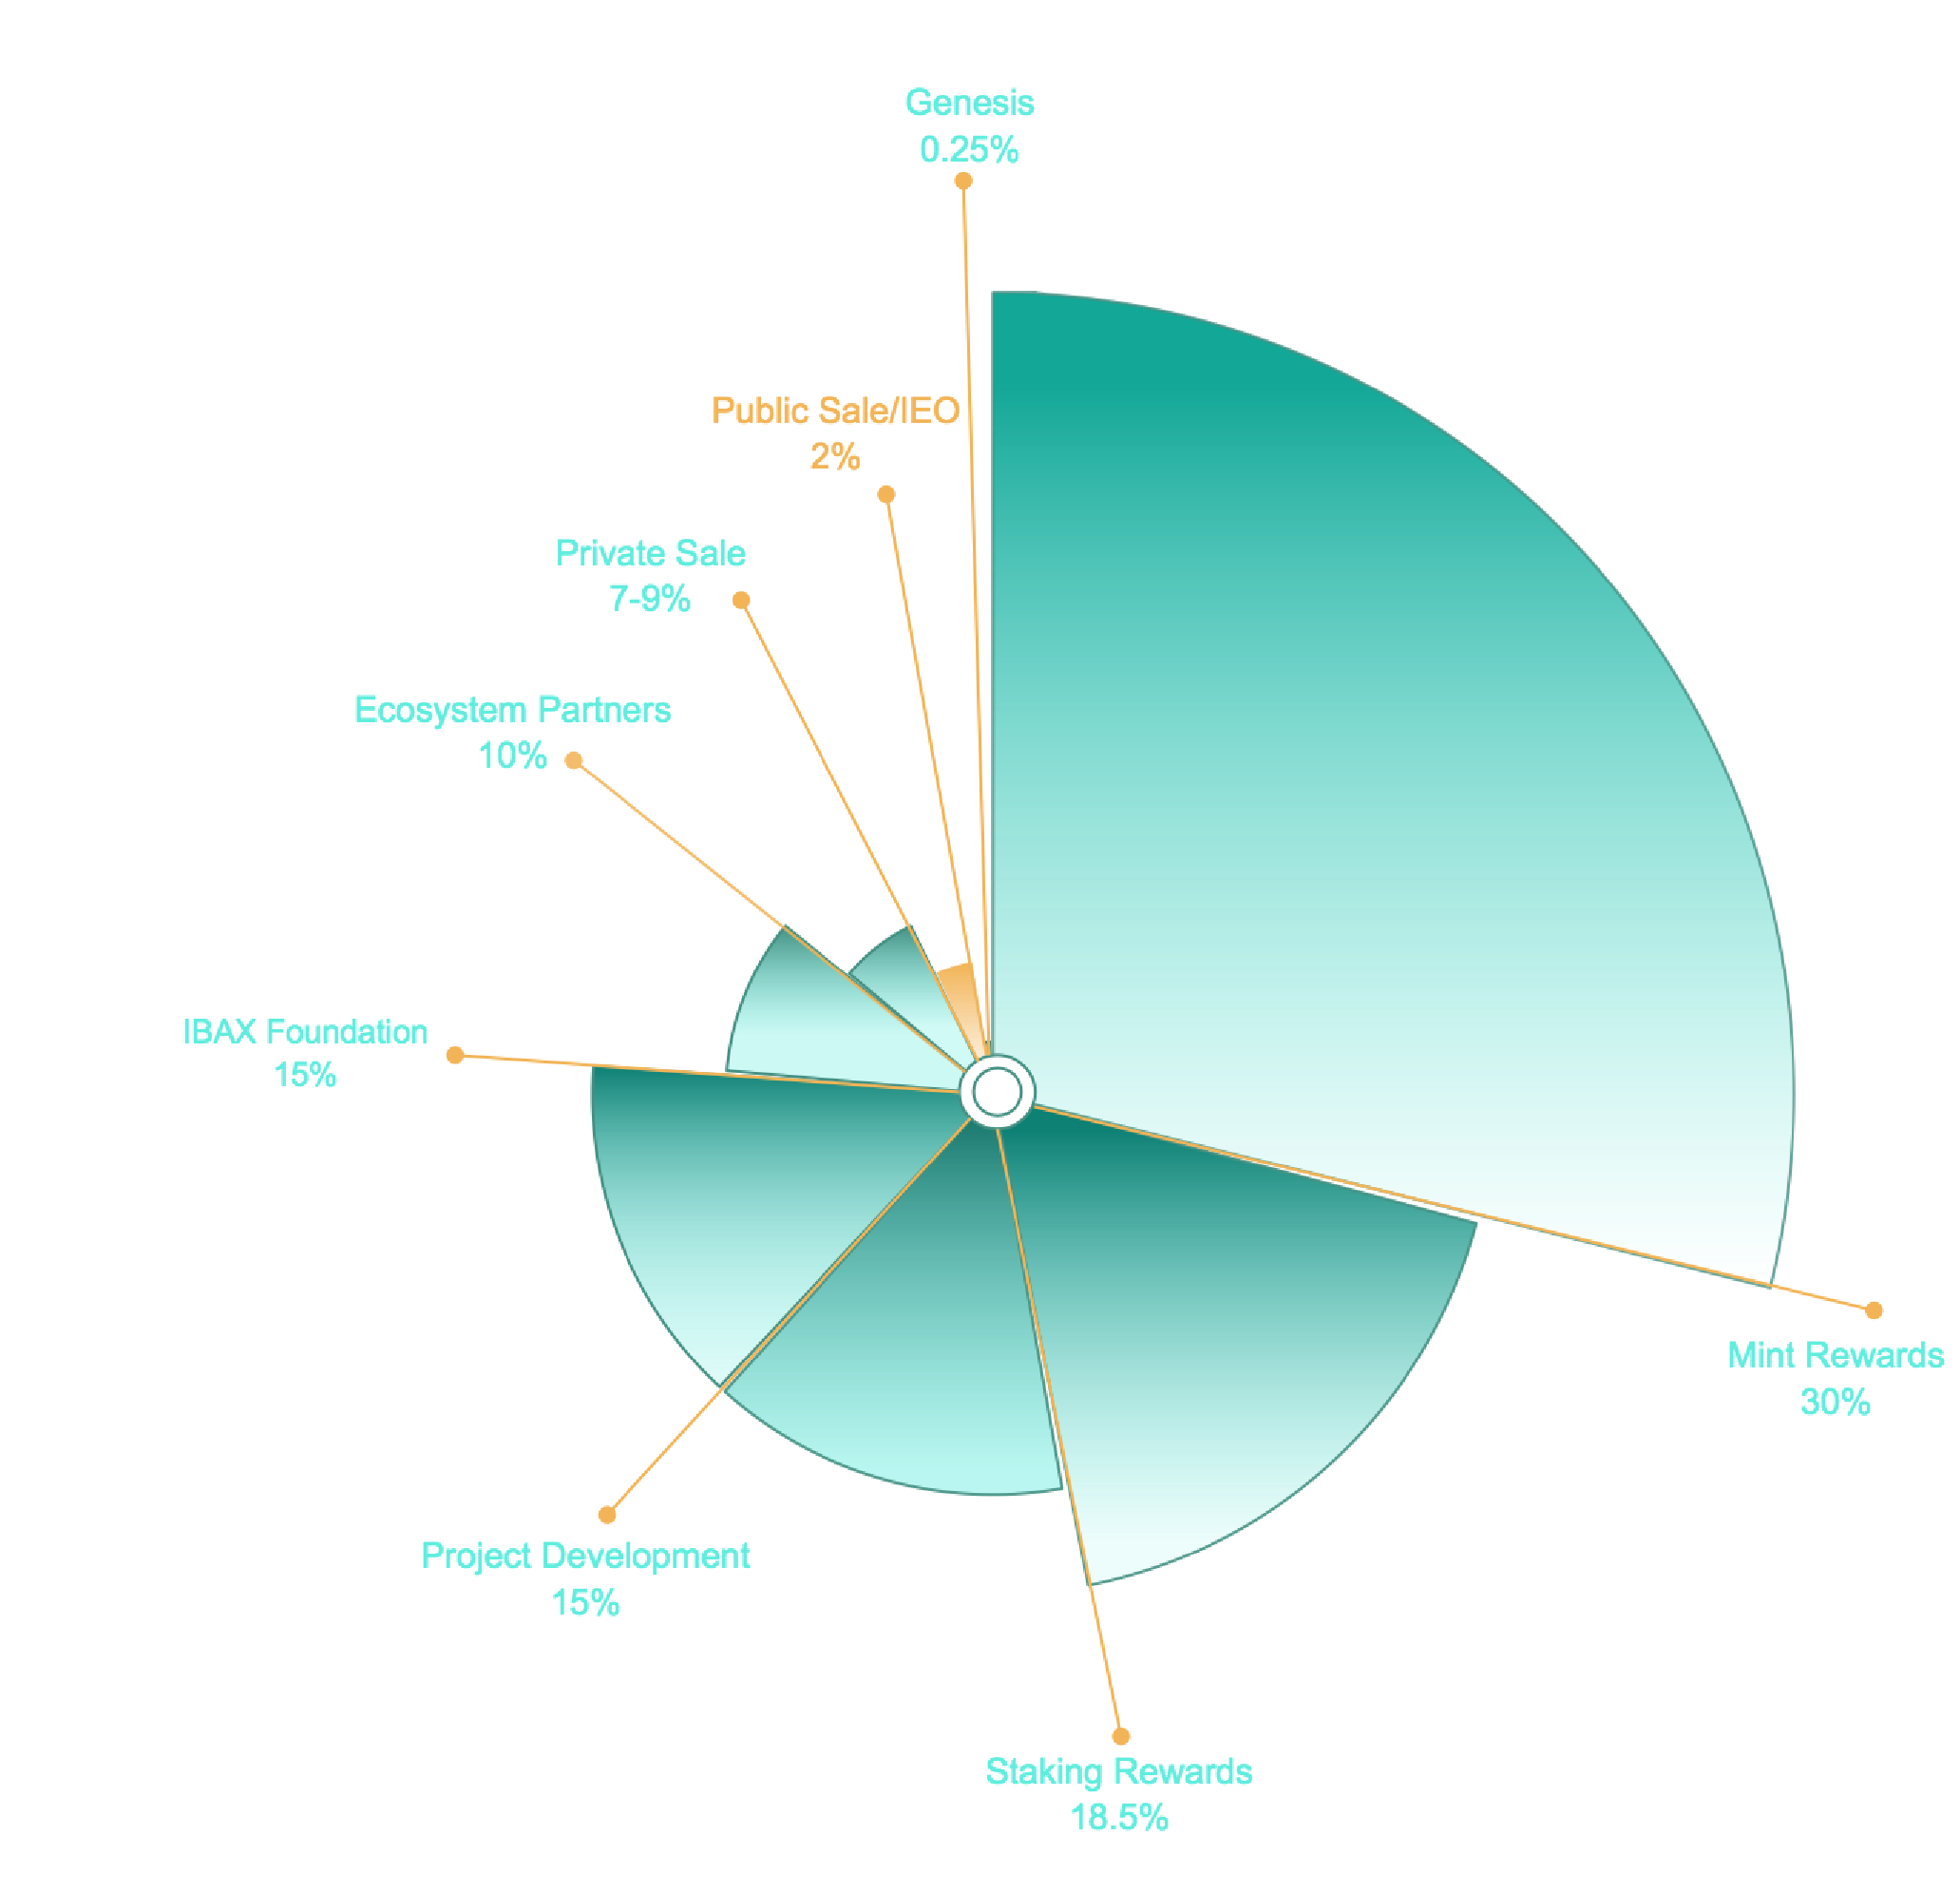 Genesis
0.25%
Public Sale/IEO
2%
Private Sale
7-9%
Ecosystem Partners
10%
IBAX Foundation
15%
Mint Rewards
30%
Project Development
15%
Staking Rewards
18.5%